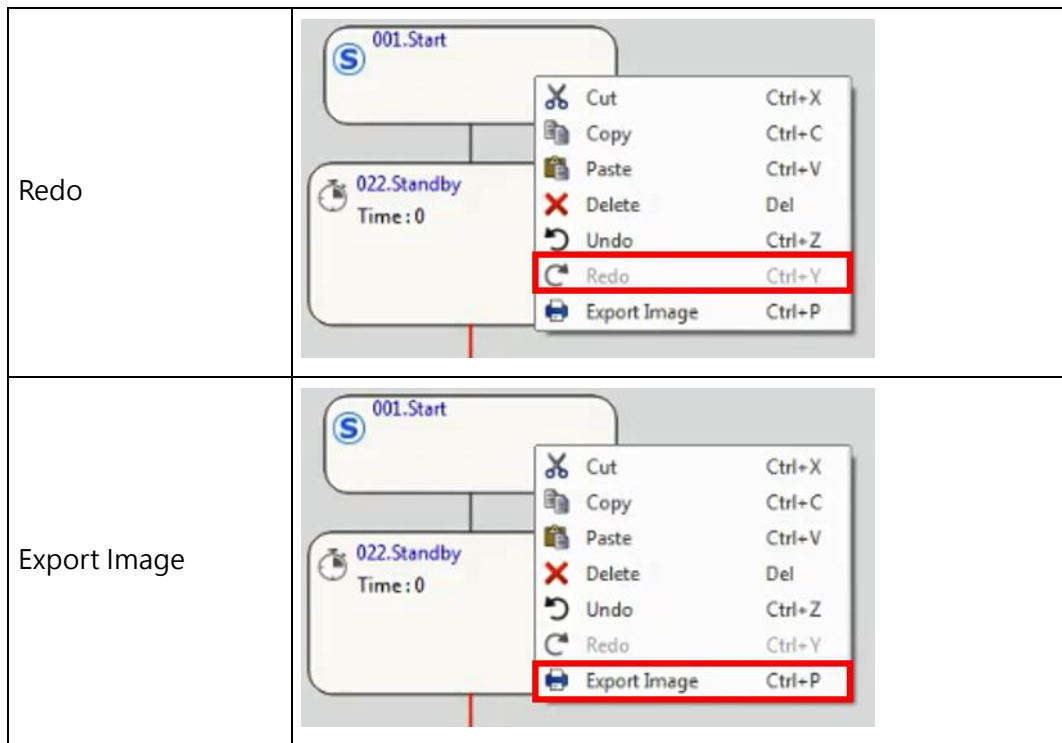 Redo
S
001.Start
022.Standby
Time:0
Cut Ctrl+X
Copy Ctrl+C
Paste Ctrl+V
Delete Del
Undo Ctrl+Z
Redo Ctrl+Y
Export Image Ctrl+P
Export Image
S
001.Start
022.Standby
Time:0
Cut Ctrl+X
Copy Ctrl+C
Paste Ctrl+V
Delete Del
Undo Ctrl+Z
Redo Ctrl+Y
Export Image Ctrl+P